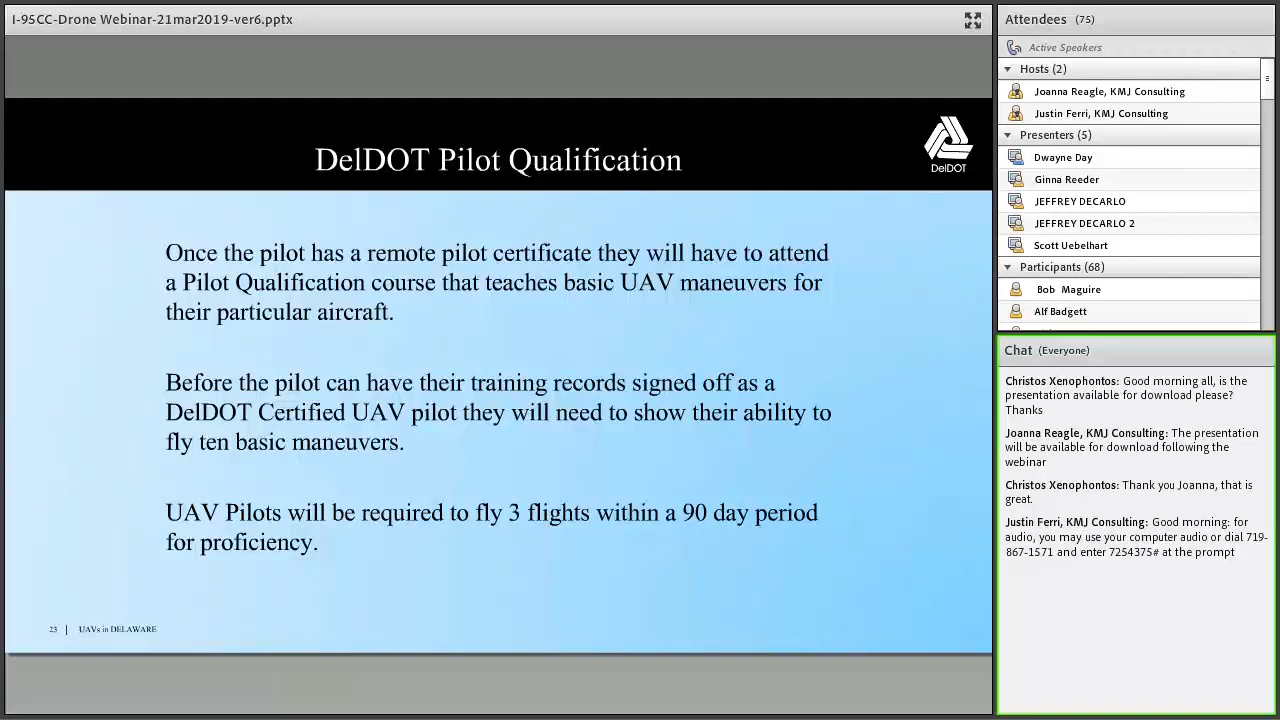 I-95CC-Drone Webinar-21mar2019-ver6.pptx
DelDOT Pilot Qualification
DelDOT
Once the pilot has a remote pilot certificate they will have to attend
a Pilot Qualification course that teaches basic UAV maneuvers for
their particular aircraft.
Before the pilot can have their training records signed off as a
DelDOT Certified UAV pilot they will need to show their ability to
fly ten basic maneuvers.
UAV Pilots will be required to fly 3 flights within a 90 day period
for proficiency.
23 | UAVs in DELAWARE
Attendees (75)
Active Speakers
Hosts (2)
Joanna Reagle, KMJ Consulting
Justin Ferri, KMJ Consulting
Presenters (5)
Dwayne Day
Ginna Reeder
JEFFREY DECARLO
JEFFREY DECARLO 2
Scott Uebelhart
Participants (68)
Bob Maguire
Alf Badgett
Chat (Everyone)
Christos Xenophontos: Good morning all, is the
presentation available for download please?
Thanks
Joanna Reagle, KMJ Consulting: The presentation
will be available for download following the
webinar
Christos Xenophontos: Thank you Joanna, that is
great.
Justin Ferri, KMJ Consulting: Good morning: for
audio, you may use your computer audio or dial 719-
867-1571 and enter 7254375# at the prompt